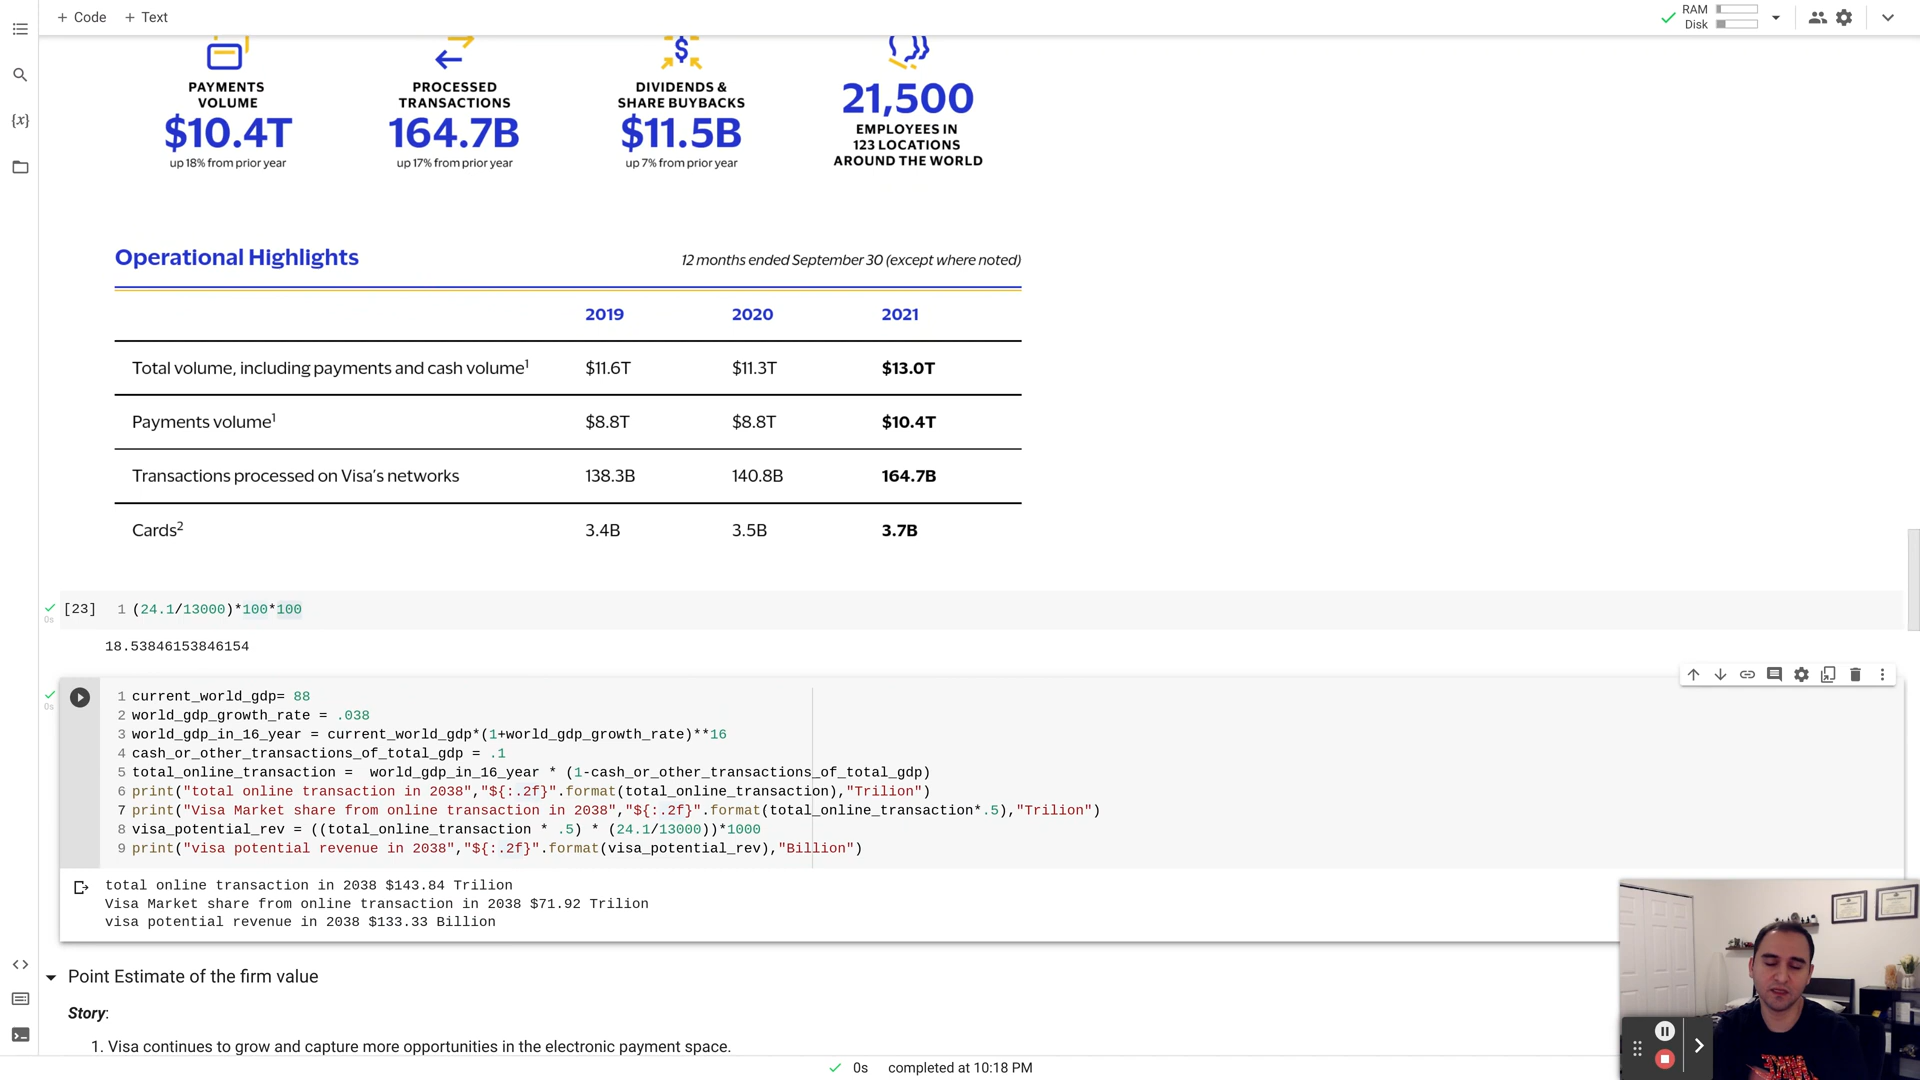 + Code + Text
RAM
Disk
{x}
PAYMENTS
VOLUME
$10.4T
up 18% from prior year
PROCESSED
TRANSACTIONS
164.7B
up 17% from prior year
$
DIVIDENDS &
SHARE BUYBACKS
$11.5B
up 7% from prior year
21,500
EMPLOYEES IN
123 LOCATIONS
AROUND THE WORLD
Operational Highlights
12 months ended September 30 (except where noted)
2019 2020 2021
Total volume, including payments and cash volume1 $11.6T $11.3T $13.0T
Payments volume1 $8.8T $8.8T $10.4T
Transactions processed on Visa's networks 138.3B 140.8B 164.7B
Cards2 3.4B 3.5B 3.7B
0s
[23] 1 (24.1/13000)*100*100
18.53846153846154
0s
1 current_world_gdp= 88
2 world_gdp_growth_rate = .038
3 world_gdp_in_16_year = current_world_gdp*(1+world_gdp_growth_rate)**16
4 cash_or_other_transactions_of_total_gdp = .1
5 total_online_transaction =  world_gdp_in_16_year * (1-cash_or_other_transactions_of_total_gdp)
6 print("total online transaction in 2038","${:.2f}".format(total_online_transaction),"Trilion")
7 print("Visa Market share from online transaction in 2038","${:.2f}".format(total_online_transaction*.5),"Trilion")
8 visa_potential_rev = ((total_online_transaction * .5) * (24.1/13000))*1000
9 print("visa potential revenue in 2038","${:.2f}".format(visa_potential_rev),"Billion")
total online transaction in 2038 $143.84 Trilion
Visa Market share from online transaction in 2038 $71.92 Trilion
visa potential revenue in 2038 $133.33 Billion
Point Estimate of the firm value
Story:
1. Visa continues to grow and capture more opportunities in the electronic payment space.
0s completed at 10:18 PM